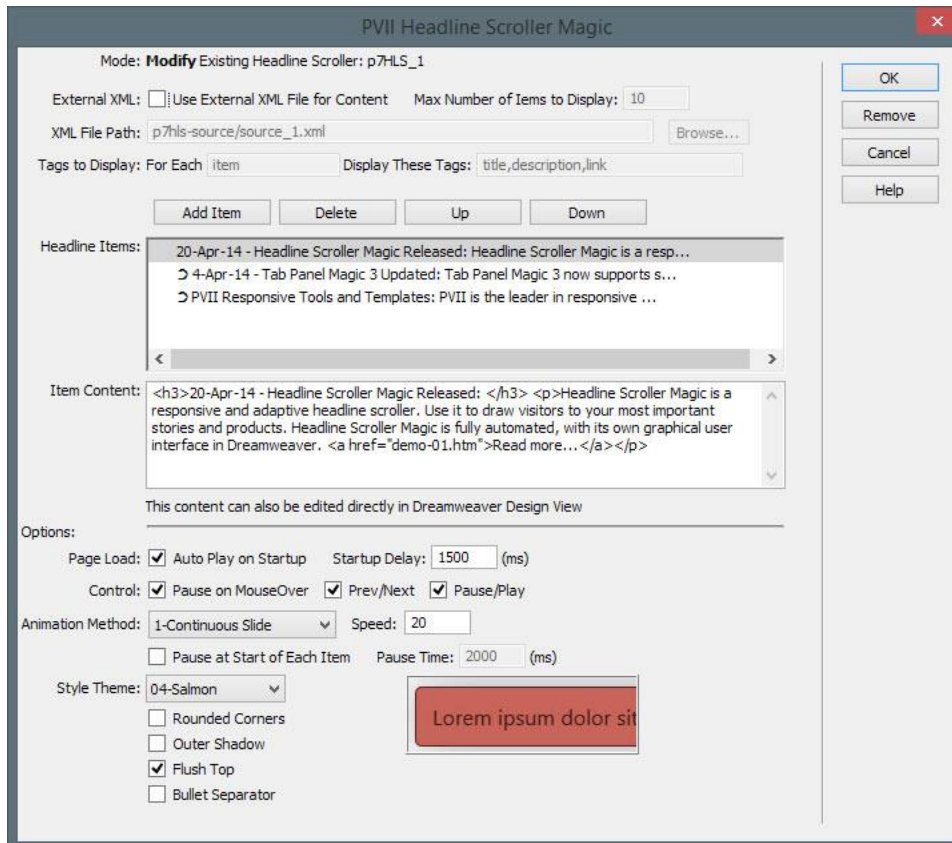 PVII Headline Scroller Magic
Mode: Modify Existing Headline Scroller: p7HLS_1
OK
External XML: Use External XML File for Content Max Number of Iems to Display: 10
Remove
XML File Path: p7hls-source/source_1.xml Browse...
Cancel
Tags to Display: For Each item Display These Tags: title,description,link
Help
Add Item Delete Up Down
Headline Items: 20-Apr-14 - Headline Scroller Magic Released: Headline Scroller Magic is a resp...
4-Apr-14 - Tab Panel Magic 3 Updated: Tab Panel Magic 3 now supports s...
PVII Responsive Tools and Templates: PVII is the leader in responsive ...
Item Content: <h3>20-Apr-14 - Headline Scroller Magic Released: </h3> <p>Headline Scroller Magic is a
responsive and adaptive headline scroller. Use it to draw visitors to your most important
stories and products. Headline Scroller Magic is fully automated, with its own graphical user
interface in Dreamweaver. <a href="demo-01.htm">Read more...</a></p>
This content can also be edited directly in Dreamweaver Design View
Options:
Page Load: Auto Play on Startup Startup Delay: 1500 (ms)
Control: Pause on MouseOver Prev/Next Pause/Play
Animation Method: 1-Continuous Slide Speed: 20
Pause at Start of Each Item Pause Time: 2000 (ms)
Style Theme: 04-Salmon
Lorem ipsum dolor sit
Rounded Corners
Outer Shadow
Flush Top
Bullet Separator